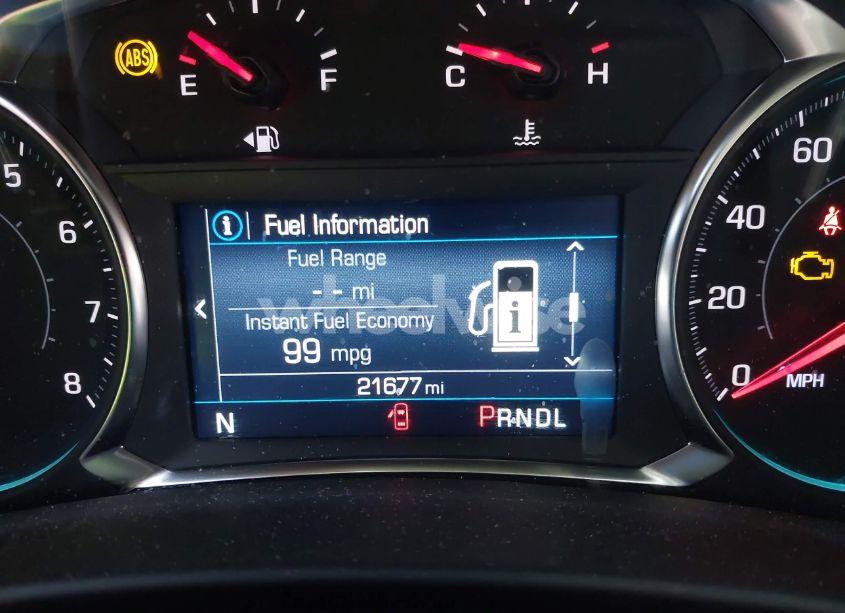 ABS
E F
C H
5
6
7
8
60
40
20
0
MPH
i Fuel Information
Fuel Range
-- mi
wheelwise
Instant Fuel Economy
i
99 mpg
21677 mi
N
PRNDL